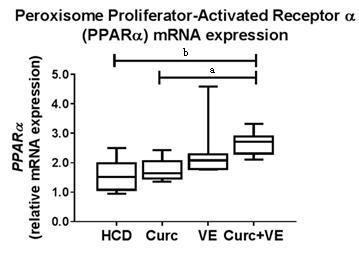 Peroxisome Proliferator-Activated Receptor α
(PPARα) mRNA expression
b
a
PPARα
(relative mRNA expression)
5.0
4.0
3.0
2.0
1.0
0.0
HCD Curc VE Curc+VE